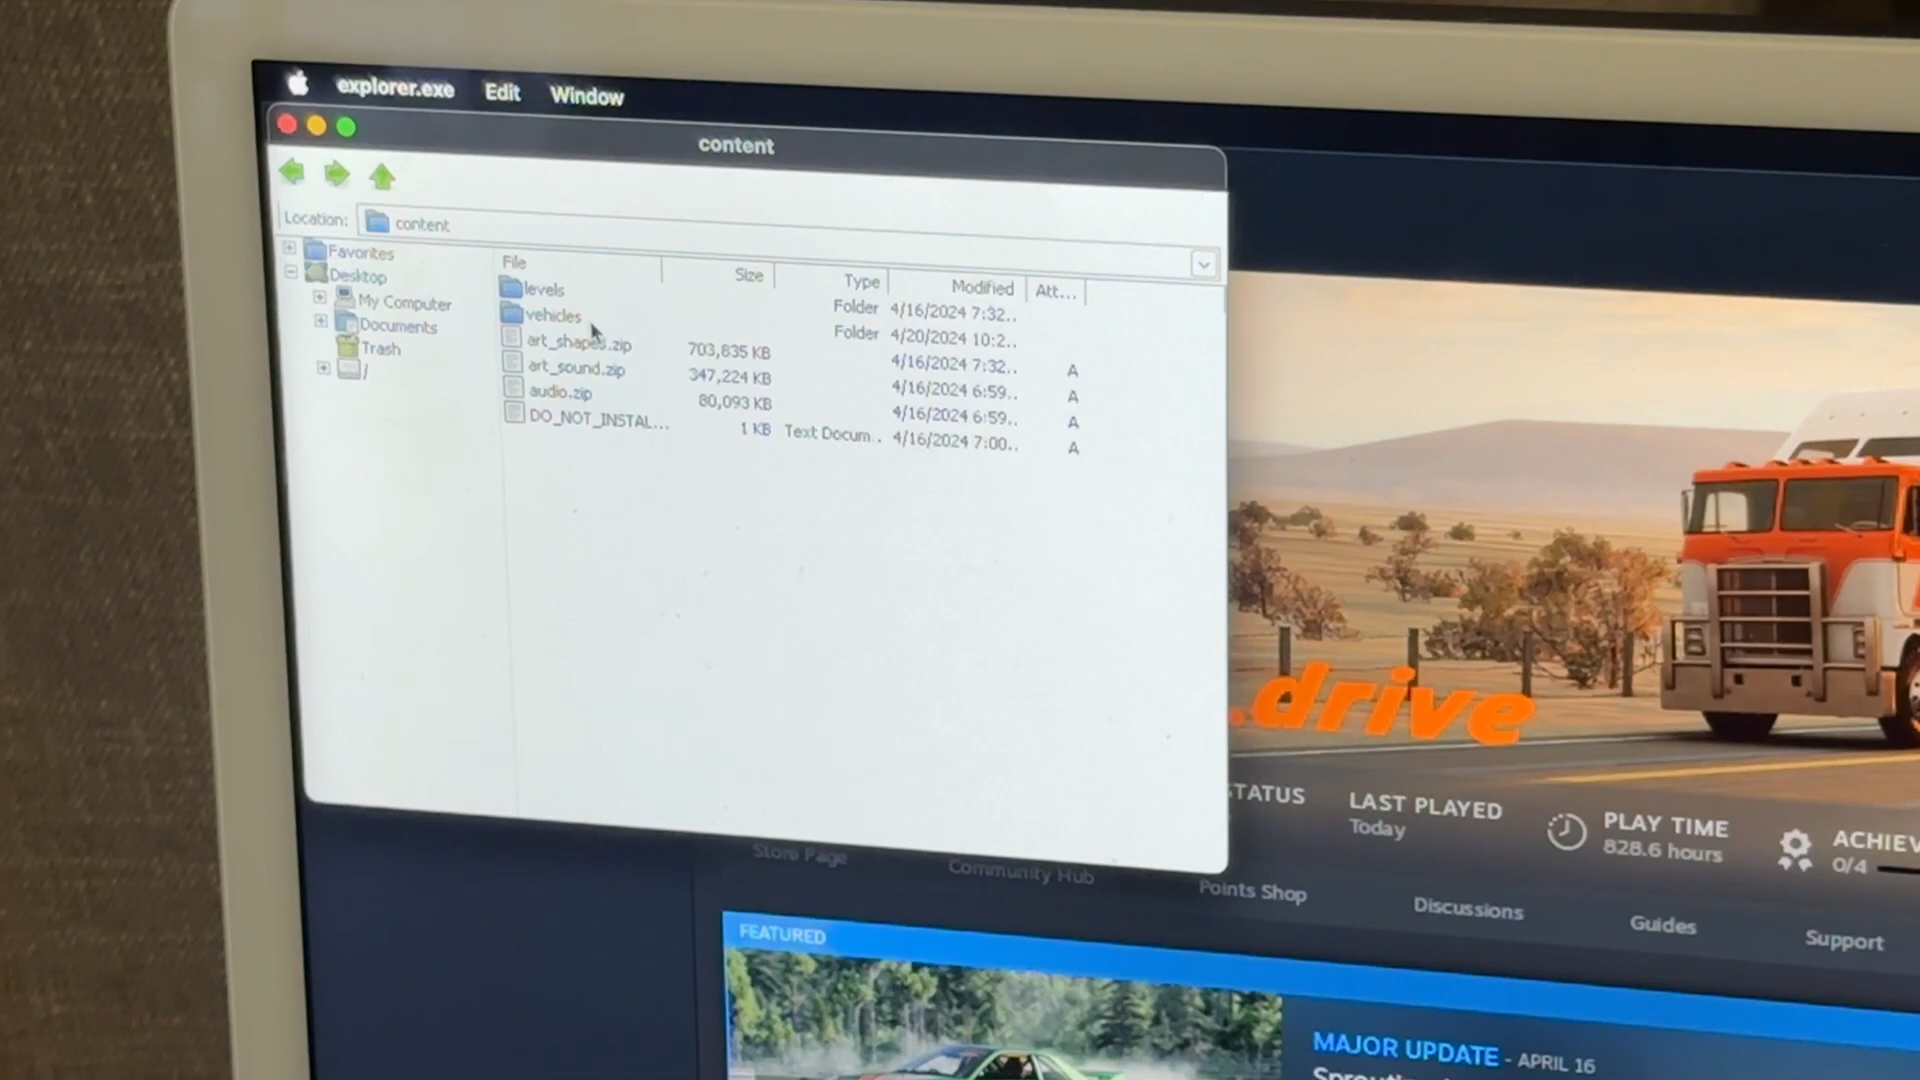 explorer.exe Edit Window
content
Location: content
Favorites
Desktop
My Computer
Documents
Trash
/
File Size Type Modified Att...
levels Folder 4/16/2024 7:32..
vehicles Folder 4/20/2024 10:2..
art_shapes.zip 703,835 KB 4/16/2024 7:32.. A
art_sound.zip 347,224 KB 4/16/2024 6:59.. A
audio.zip 80,093 KB 4/16/2024 6:59.. A
DO_NOT_INSTAL... 1 KB Text Docum.. 4/16/2024 7:00.. A
.drive
STATUS LAST PLAYED PLAY TIME ACHIEV
Today 828.6 hours 0/4
Store Page Community Hub Points Shop Discussions Guides Support
FEATURED
MAJOR UPDATE - APRIL 16